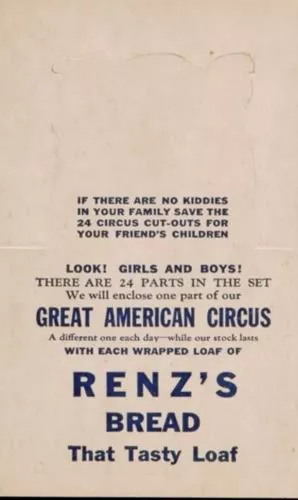 IF THERE ARE NO KIDDIES
IN YOUR FAMILY SAVE THE
24 CIRCUS CUT-OUTS FOR
YOUR FRIEND'S CHILDREN
LOOK! GIRLS AND BOYS!
THERE ARE 24 PARTS IN THE SET
We will enclose one part of our
GREAT AMERICAN CIRCUS
A different one each day—while our stock lasts
WITH EACH WRAPPED LOAF OF
RENZ'S
BREAD
That Tasty Loaf